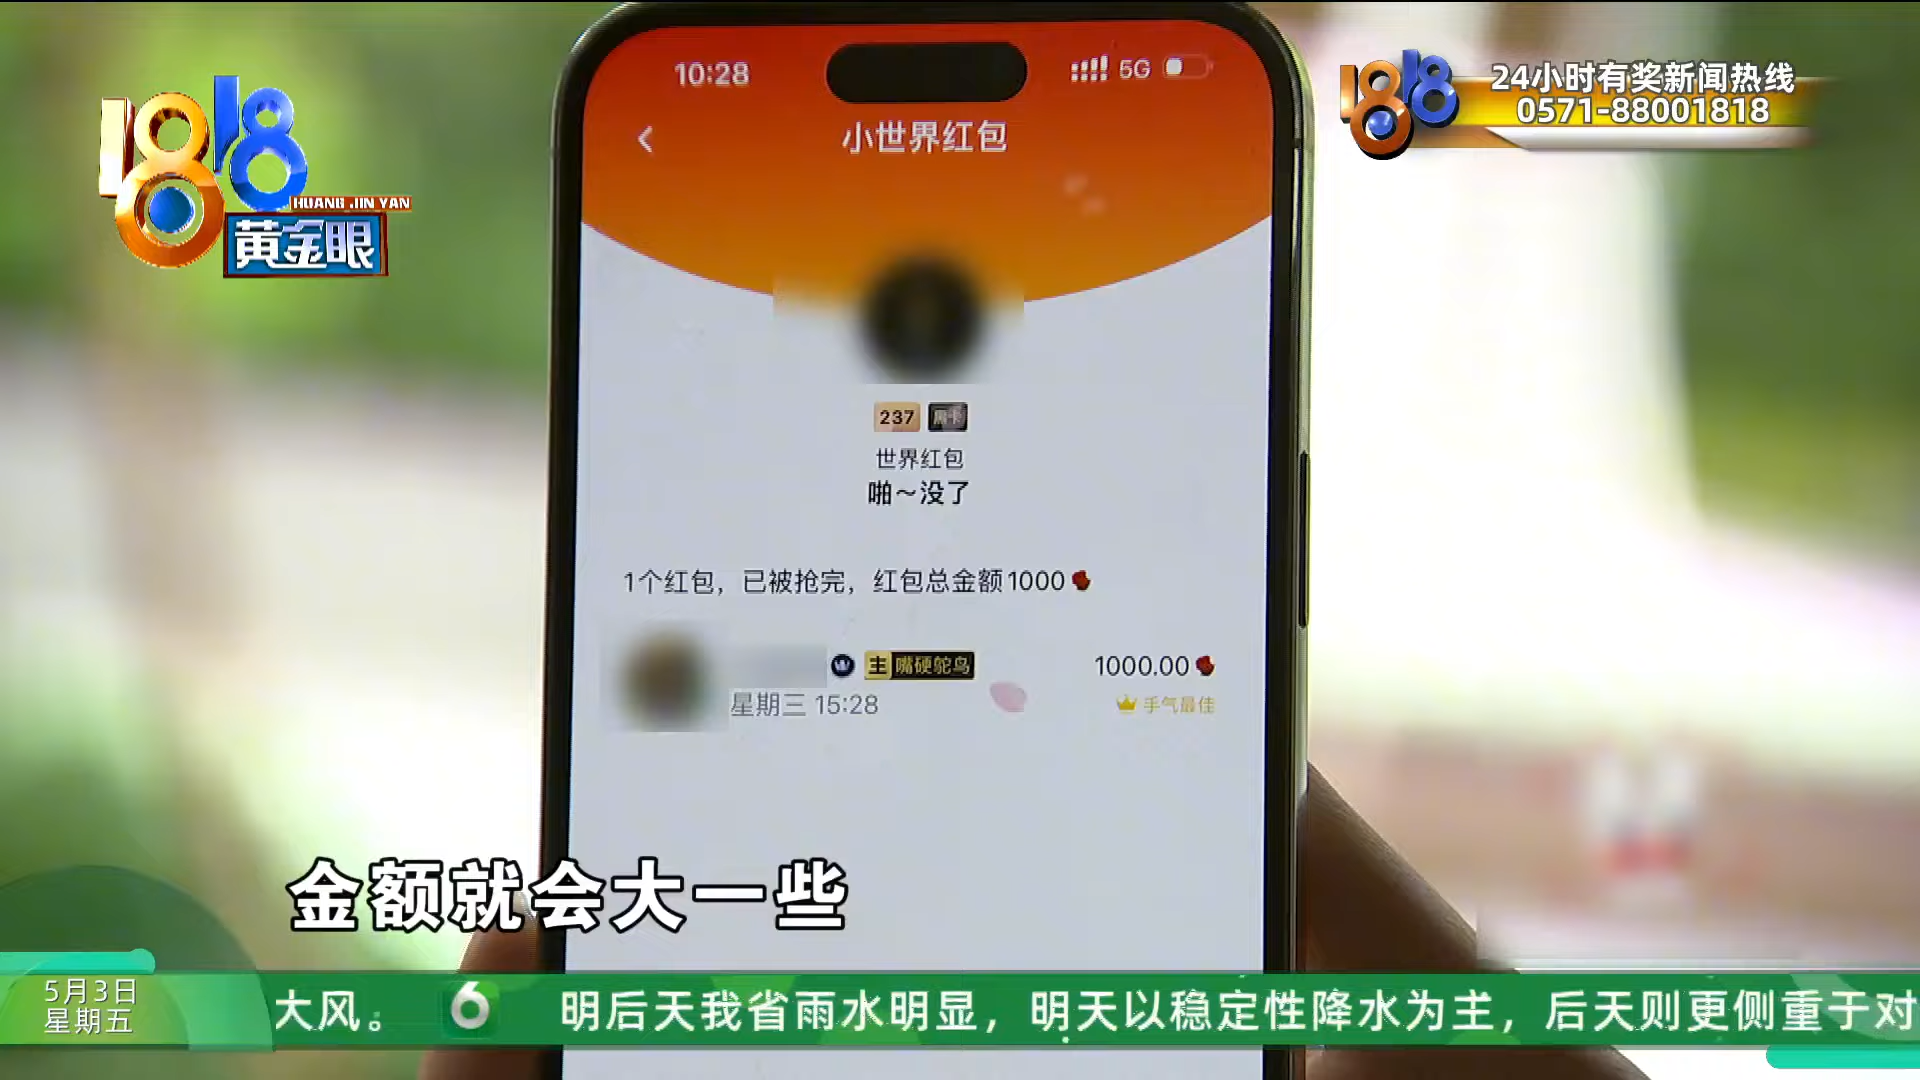 1818
HUANG JIN YAN
黄金眼
1818
24小时有奖新闻热线
0571-88001818
10:28
5G
小世界红包
237
黑卡
世界红包
啪～没了
1个红包，已被抢完，红包总金额1000
主 嘴硬鸵鸟
1000.00
星期三 15:28
手气最佳
金额就会大一些
5月3日
星期五
大风。 6 明后天我省雨水明显，明天以稳定性降水为主，后天则更侧重于对